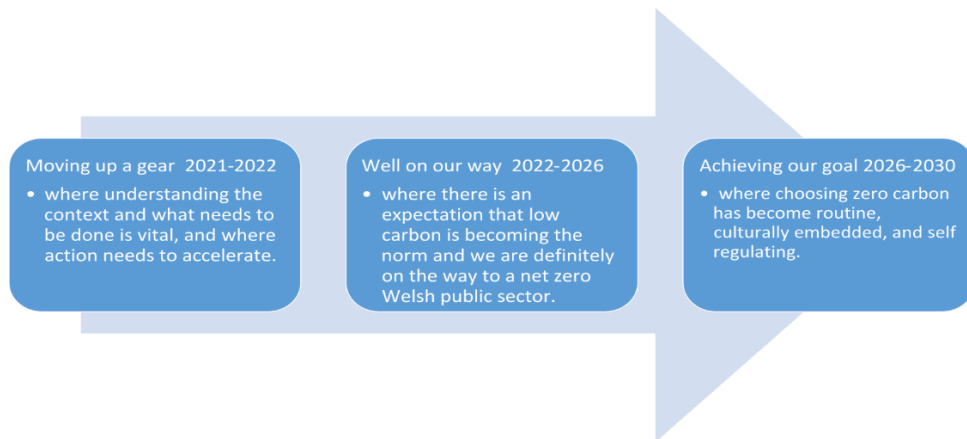 Moving up a gear 2021-2022
• where understanding the
context and what needs to
be done is vital, and where
action needs to accelerate.
Well on our way 2022-2026
• where there is an
expectation that low
carbon is becoming the
norm and we are definitely
on the way to a net zero
Welsh public sector.
Achieving our goal 2026-2030
• where choosing zero carbon
has become routine,
culturally embedded, and self
regulating.